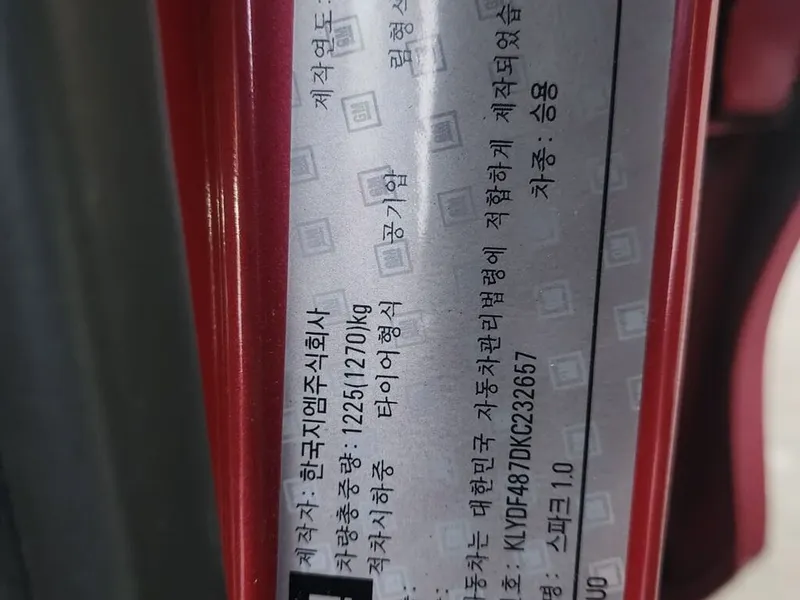 제작자: 한국지엠주식회사 제작연도:
차량총중량: 1225(1270)kg
적차시하중 타이어형식 공기압 림형식
자동차는 대한민국 자동차관리법령에 적합하게 제작되었습
호: KLYDF487DKC232657 차종: 승용
명: 스파크 1.0